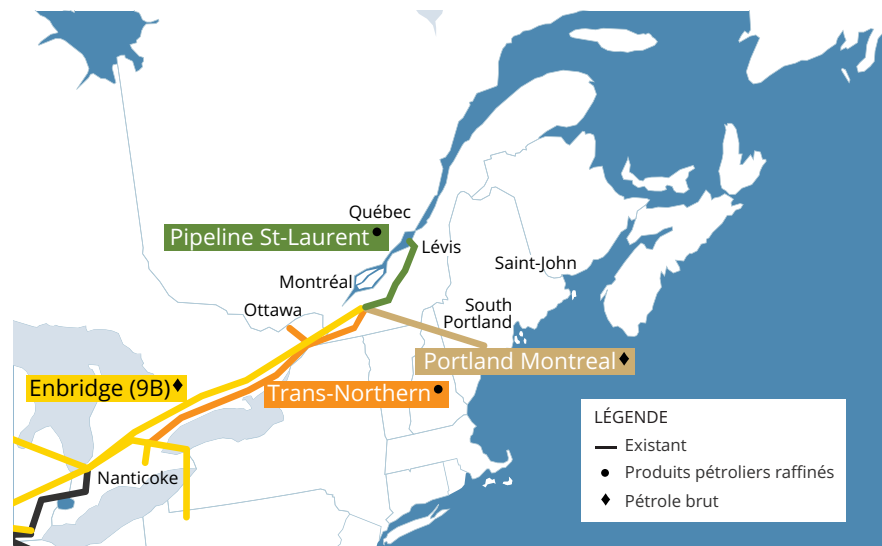 Québec
Pipeline St-Laurent
Lévis
Saint-John
Montréal
Ottawa
South
Portland
Portland Montreal
Enbridge (9B)
Trans-Northern
Nanticoke
LÉGENDE
Existant
Produits pétroliers raffinés
Pétrole brut